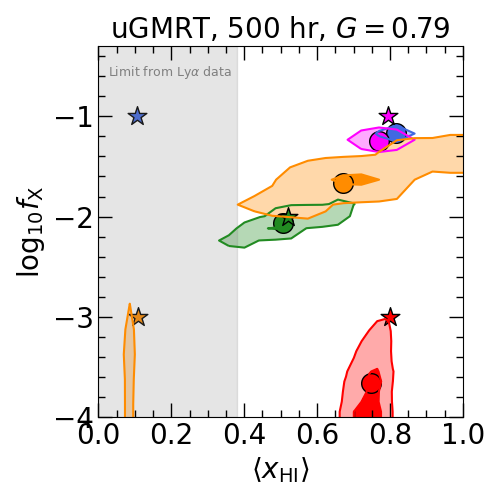 uGMRT, 500 hr, G = 0.79
Limit from Lyα data
−1
−2
−3
−4
log₁₀fX
0.0 0.2 0.4 0.6 0.8 1.0
⟨xHI⟩